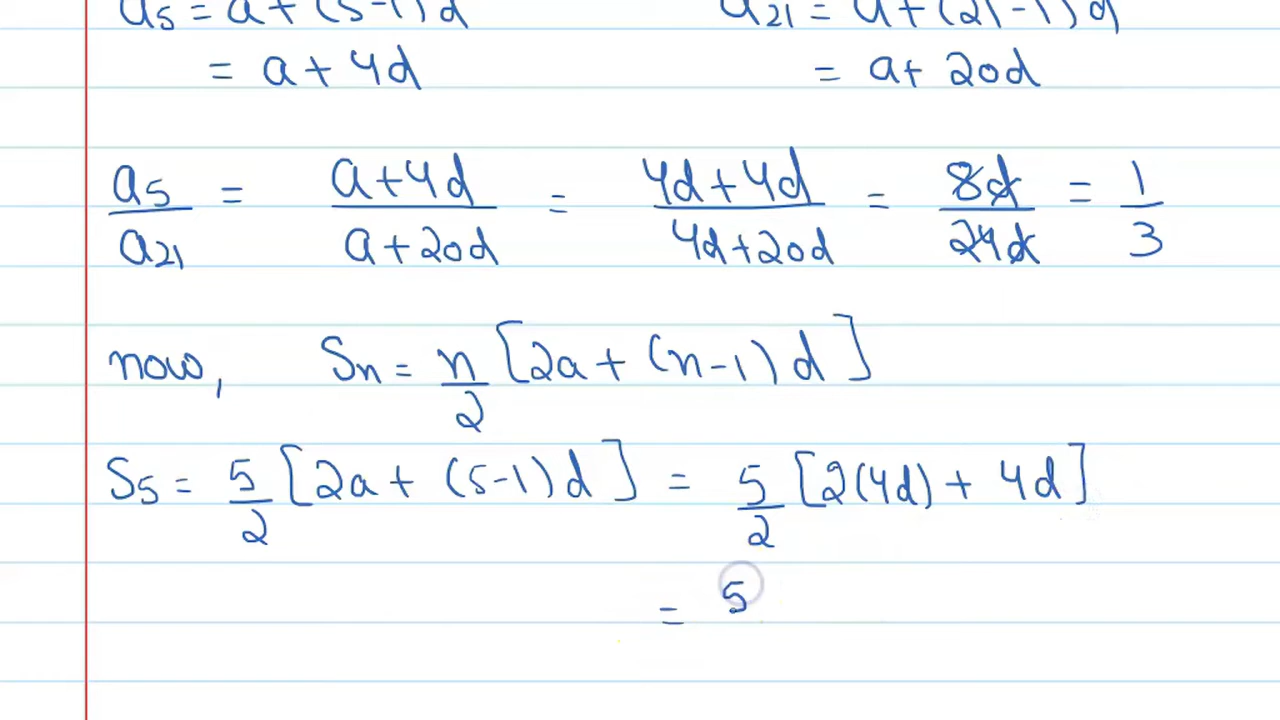 a5 = a + (5-1)d a21 = a + (21-1)d
= a + 4d = a + 20d
a5/a21 = (a+4d)/(a+20d) = (4d+4d)/(4d+20d) = 8d/24d = 1/3
now, Sn = n/2 [2a + (n-1)d]
S5 = 5/2 [2a + (5-1)d] = 5/2 [2(4d) + 4d]
= 5